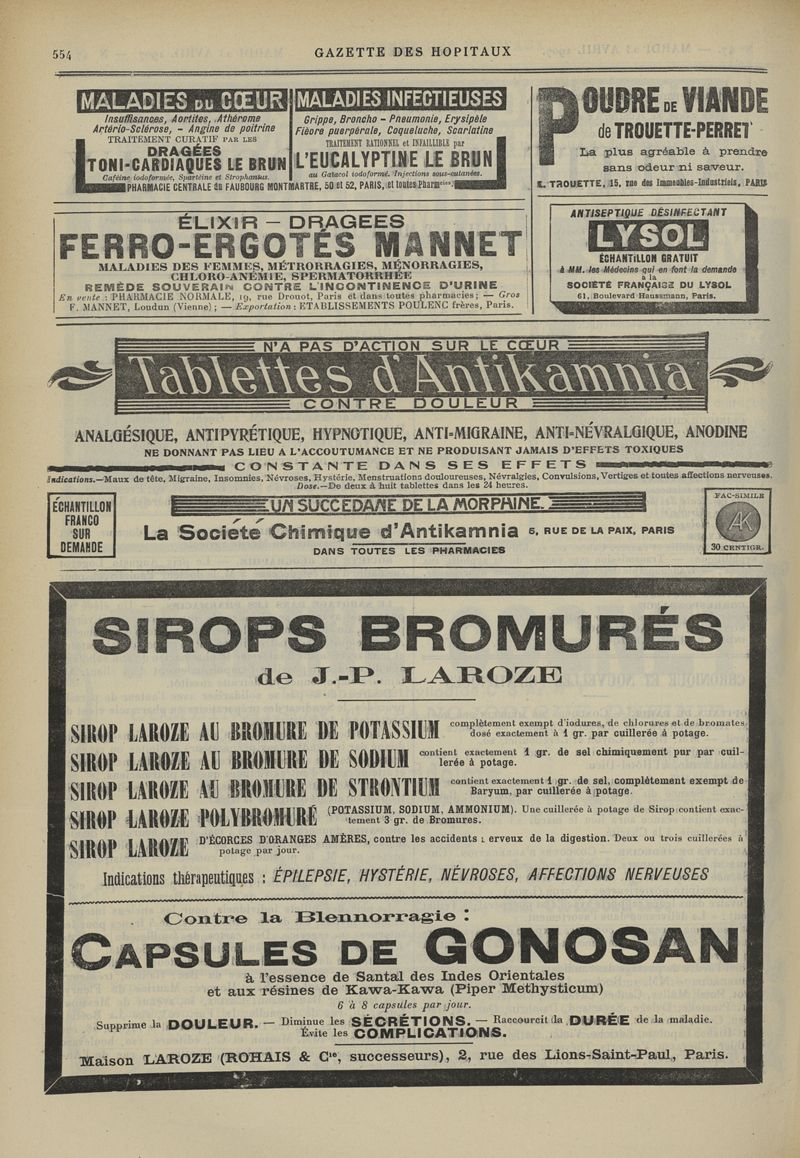 554
GAZETTE DES HOPITAUX
MALADIES DU CŒUR
Insuffisances, Aortites, Athérome
Artério-Sclérose, – Angine de poitrine
TRAITEMENT CURATIF PAR LES
DRAGÉES
TONI-CARDIAQUES LE BRUN
Caféine iodoformée, Spartéine et Strophantus.
MALADIES INFECTIEUSES
Grippe, Broncho - Pneumonie, Erysipèle
Fièvre puerpérale, Coqueluche, Scarlatine
TRAITEMENT RATIONNEL et INFAILLIBLE par
L'EUCALYPTINE LE BRUN
au Gaïacol iodoformé. Injections sous-cutanées.
PHARMACIE CENTRALE du FAUBOURG MONTMARTRE, 50 et 52, PARIS, et toutes Pharmcies.
POUDRE DE VIANDE
de TROUETTE-PERRET
La plus agréable à prendre
sans odeur ni saveur.
E. TROUETTE, 15, rue des Immeubles-Industriels, PARIS
ÉLIXIR — DRAGEES
FERRO-ERGOTÉS MANNET
MALADIES DES FEMMES, MÉTRORRAGIES, MÉNORRAGIES,
CHLORO-ANÉMIE, SPERMATORRHÉE
REMÈDE SOUVERAIN CONTRE L'INCONTINENCE D'URINE
En vente : PHARMACIE NORMALE, 19, rue Drouot, Paris et dans toutes pharmacies; — Gros
F. MANNET, Loudun (Vienne); — Exportation : ETABLISSEMENTS POULENC frères, Paris.
ANTISEPTIQUE DÉSINFECTANT
LYSOL
ÉCHANTILLON GRATUIT
à MM. les Médecins qui en font la demande
à la
SOCIÉTÉ FRANÇAISE DU LYSOL
61, Boulevard Haussmann, Paris.
N'A PAS D'ACTION SUR LE CŒUR
Tablettes d'Antikamnia
CONTRE DOULEUR
ANALGÉSIQUE, ANTIPYRÉTIQUE, HYPNOTIQUE, ANTI-MIGRAINE, ANTI-NÉVRALGIQUE, ANODINE
NE DONNANT PAS LIEU A L'ACCOUTUMANCE ET NE PRODUISANT JAMAIS D'EFFETS TOXIQUES
CONSTANTE DANS SES EFFETS
Indications.—Maux de tête, Migraine, Insomnies, Névroses, Hystérie, Menstruations douloureuses, Névralgies, Convulsions, Vertiges et toutes affections nerveuses.
Dose.—De deux à huit tablettes dans les 24 heures.
ÉCHANTILLON
FRANCO
SUR
DEMANDE
UN SUCCEDANE DE LA MORPHINE.
La Société Chimique d'Antikamnia 5, RUE DE LA PAIX, PARIS
DANS TOUTES LES PHARMACIES
FAC-SIMILE
AK
30 CENTIGR.
SIROPS BROMURÉS
de J.-P. LAROZE
SIROP LAROZE AU BROMURE DE POTASSIUM complètement exempt d'iodures, de chlorures et de bromates,
dosé exactement à 1 gr. par cuillerée à potage.
SIROP LAROZE AU BROMURE DE SODIUM contient exactement 1 gr. de sel chimiquement pur par cuil-
lerée à potage.
SIROP LAROZE AU BROMURE DE STRONTIUM contient exactement 1 gr. de sel, complètement exempt de
Baryum, par cuillerée à potage.
SIROP LAROZE POLYBROMURÉ (POTASSIUM, SODIUM, AMMONIUM). Une cuillerée à potage de Sirop contient exac-
tement 3 gr. de Bromures.
SIROP LAROZE D'ÉCORCES D'ORANGES AMÈRES, contre les accidents nerveux de la digestion. Deux ou trois cuillerées à
potage par jour.
Indications thérapeutiques : ÉPILEPSIE, HYSTÉRIE, NÉVROSES, AFFECTIONS NERVEUSES
Contre la Blennorragie :
CAPSULES DE GONOSAN
à l'essence de Santal des Indes Orientales
et aux résines de Kawa-Kawa (Piper Methysticum)
6 à 8 capsules par jour.
Supprime la DOULEUR. — Diminue les SÉCRÉTIONS. — Raccourcit la DURÉE de la maladie.
Évite les COMPLICATIONS.
Maison LAROZE (ROHAIS & Cie, successeurs), 2, rue des Lions-Saint-Paul, Paris.